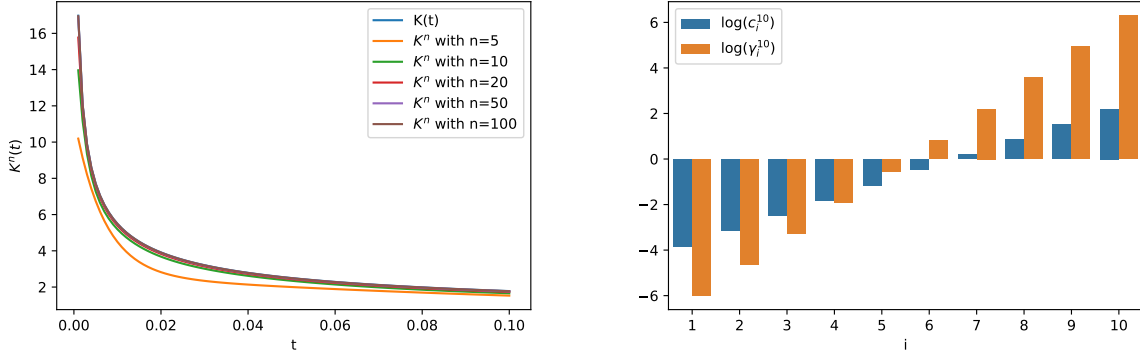 16
14
12
10
8
6
4
2
0.00
0.02
0.04
0.06
0.08
0.10
t
Kⁿ(t)
K(t)
Kⁿ with n=5
Kⁿ with n=10
Kⁿ with n=20
Kⁿ with n=50
Kⁿ with n=100
6
4
2
0
−2
−4
−6
1 2 3 4 5 6 7 8 9 10
i
log(cᵢ¹⁰)
log(γᵢ¹⁰)